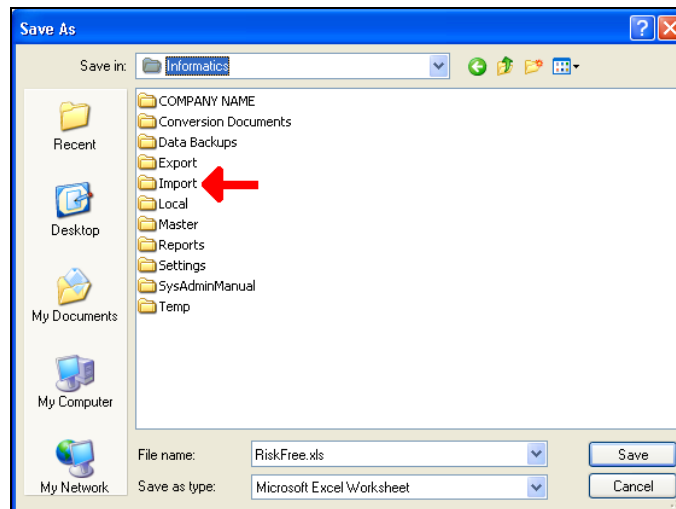 Save As
Save in:
Informatics
COMPANY NAME
Conversion Documents
Data Backups
Export
Import
Local
Master
Reports
Settings
SysAdminManual
Temp
Recent
Desktop
My Documents
My Computer
My Network
File name:
RiskFree.xls
Save
Save as type:
Microsoft Excel Worksheet
Cancel